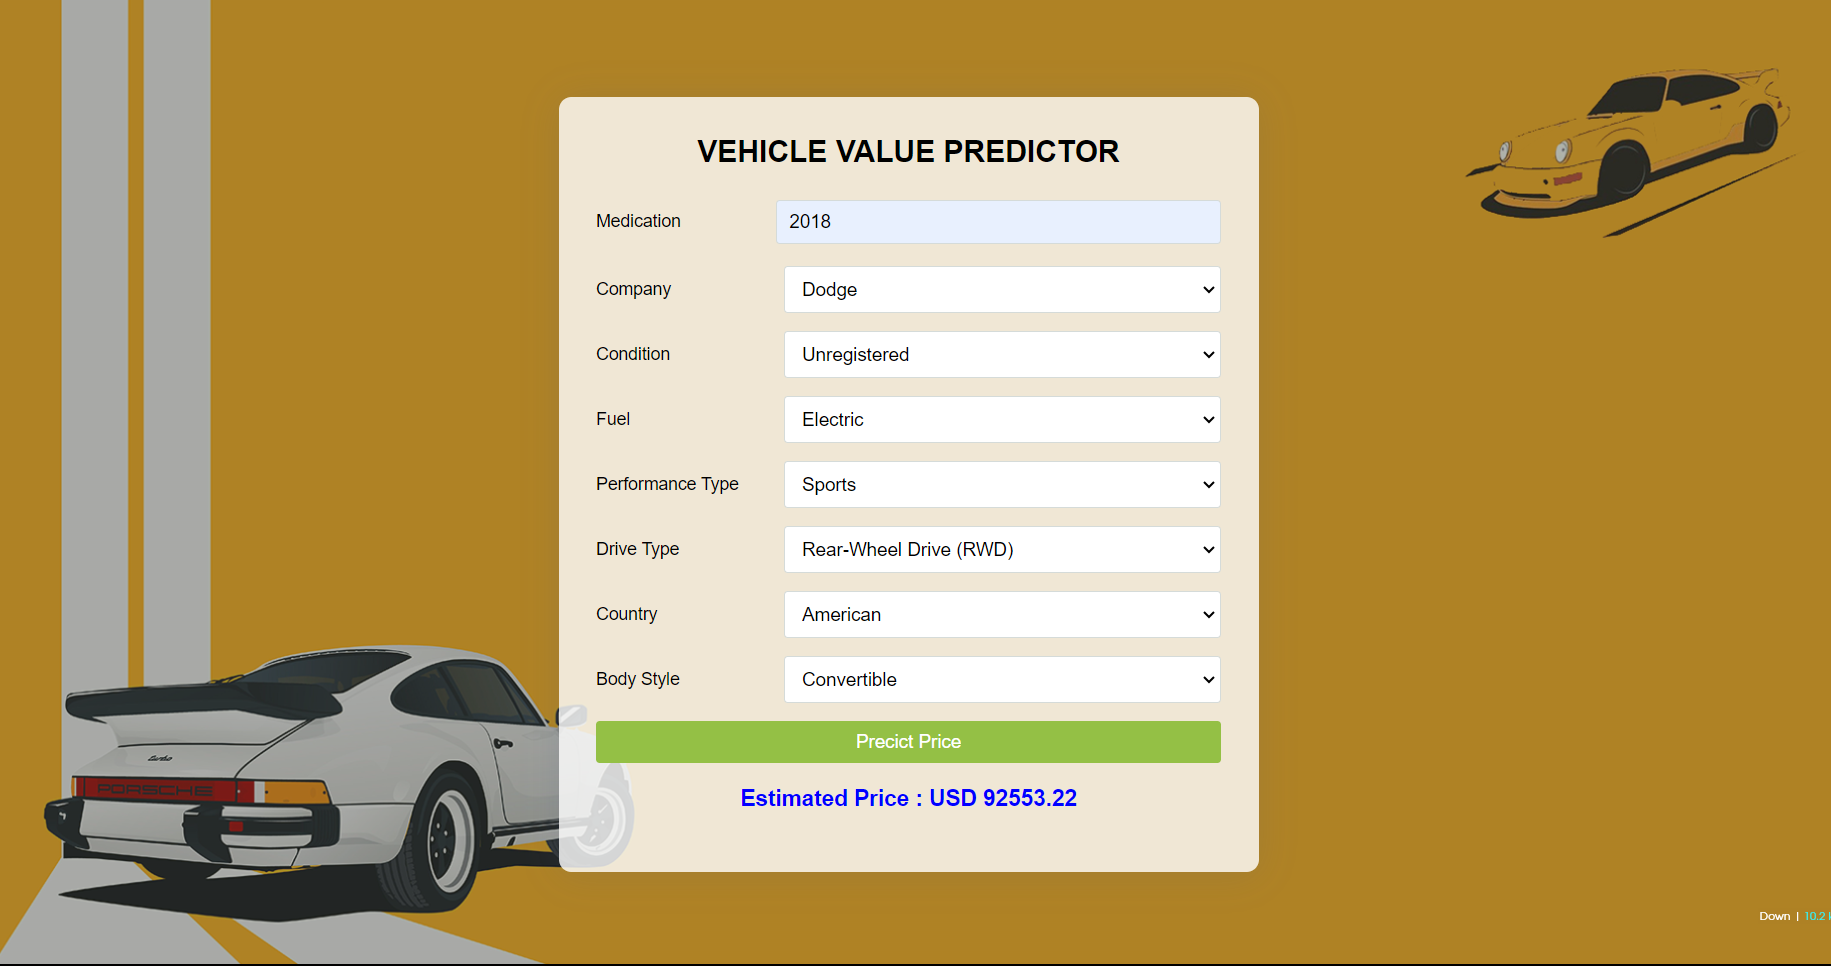 VEHICLE VALUE PREDICTOR
Medication 2018
Company Dodge
Condition Unregistered
Fuel Electric
Performance Type Sports
Drive Type Rear-Wheel Drive (RWD)
Country American
Body Style Convertible
turbo
Precict Price
PORSCHE
Estimated Price : USD 92553.22
Down | 10.2